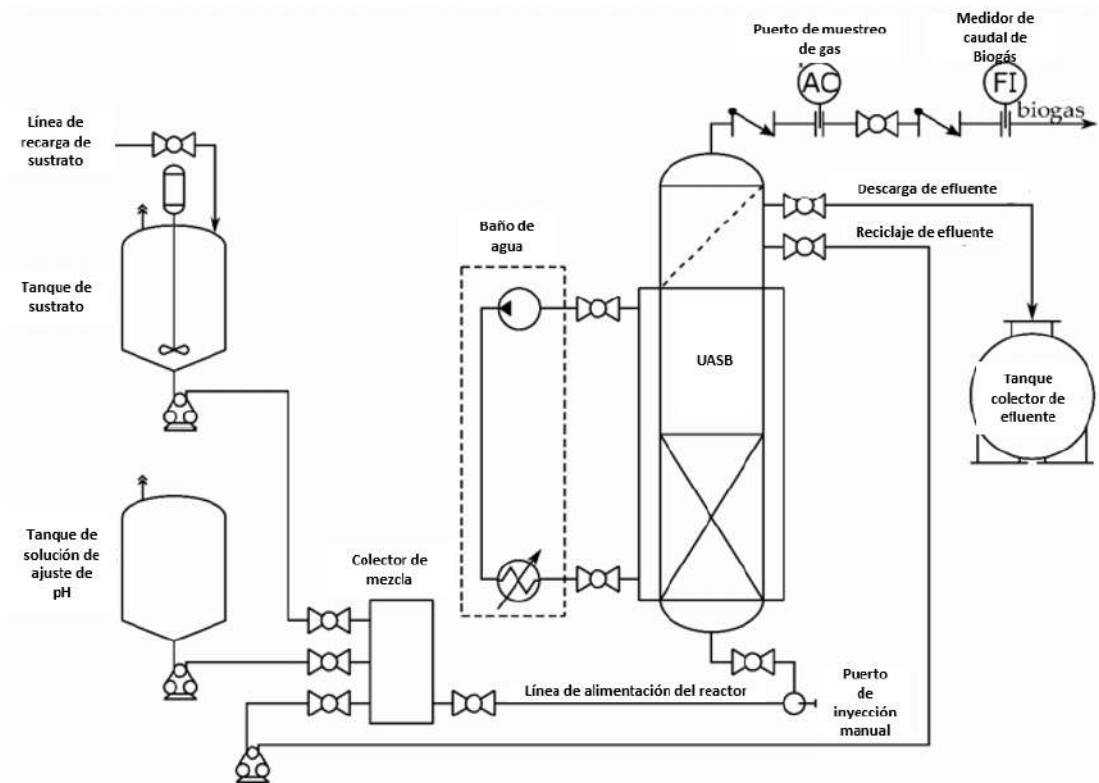 Puerto de muestreo
de gas
Medidor de
caudal de
Biogás
AC
FI
biogas
Línea de
recarga de
sustrato
Descarga de efluente
Baño de
agua
Reciclaje de efluente
Tanque de
sustrato
UASB
Tanque
colector de
efluente
Tanque de
solución de
ajuste de
pH
Colector de
mezcla
Línea de alimentación del reactor
Puerto
de
inyección
manual